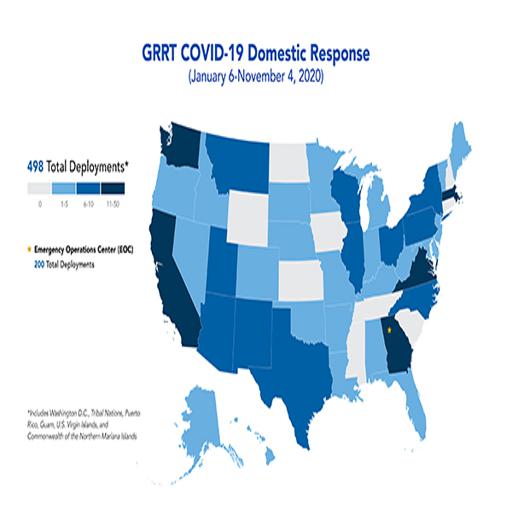 GRRT COVID-19 Domestic Response
(January 6-November 4, 2020)
498 Total Deployments*
0 1-5 6-10 11-50
★ Emergency Operations Center (EOC)
200 Total Deployments
*Includes Washington D.C., Tribal Nations, Puerto
Rico, Guam, U.S. Virgin Islands, and
Commonwealth of the Northern Mariana Islands